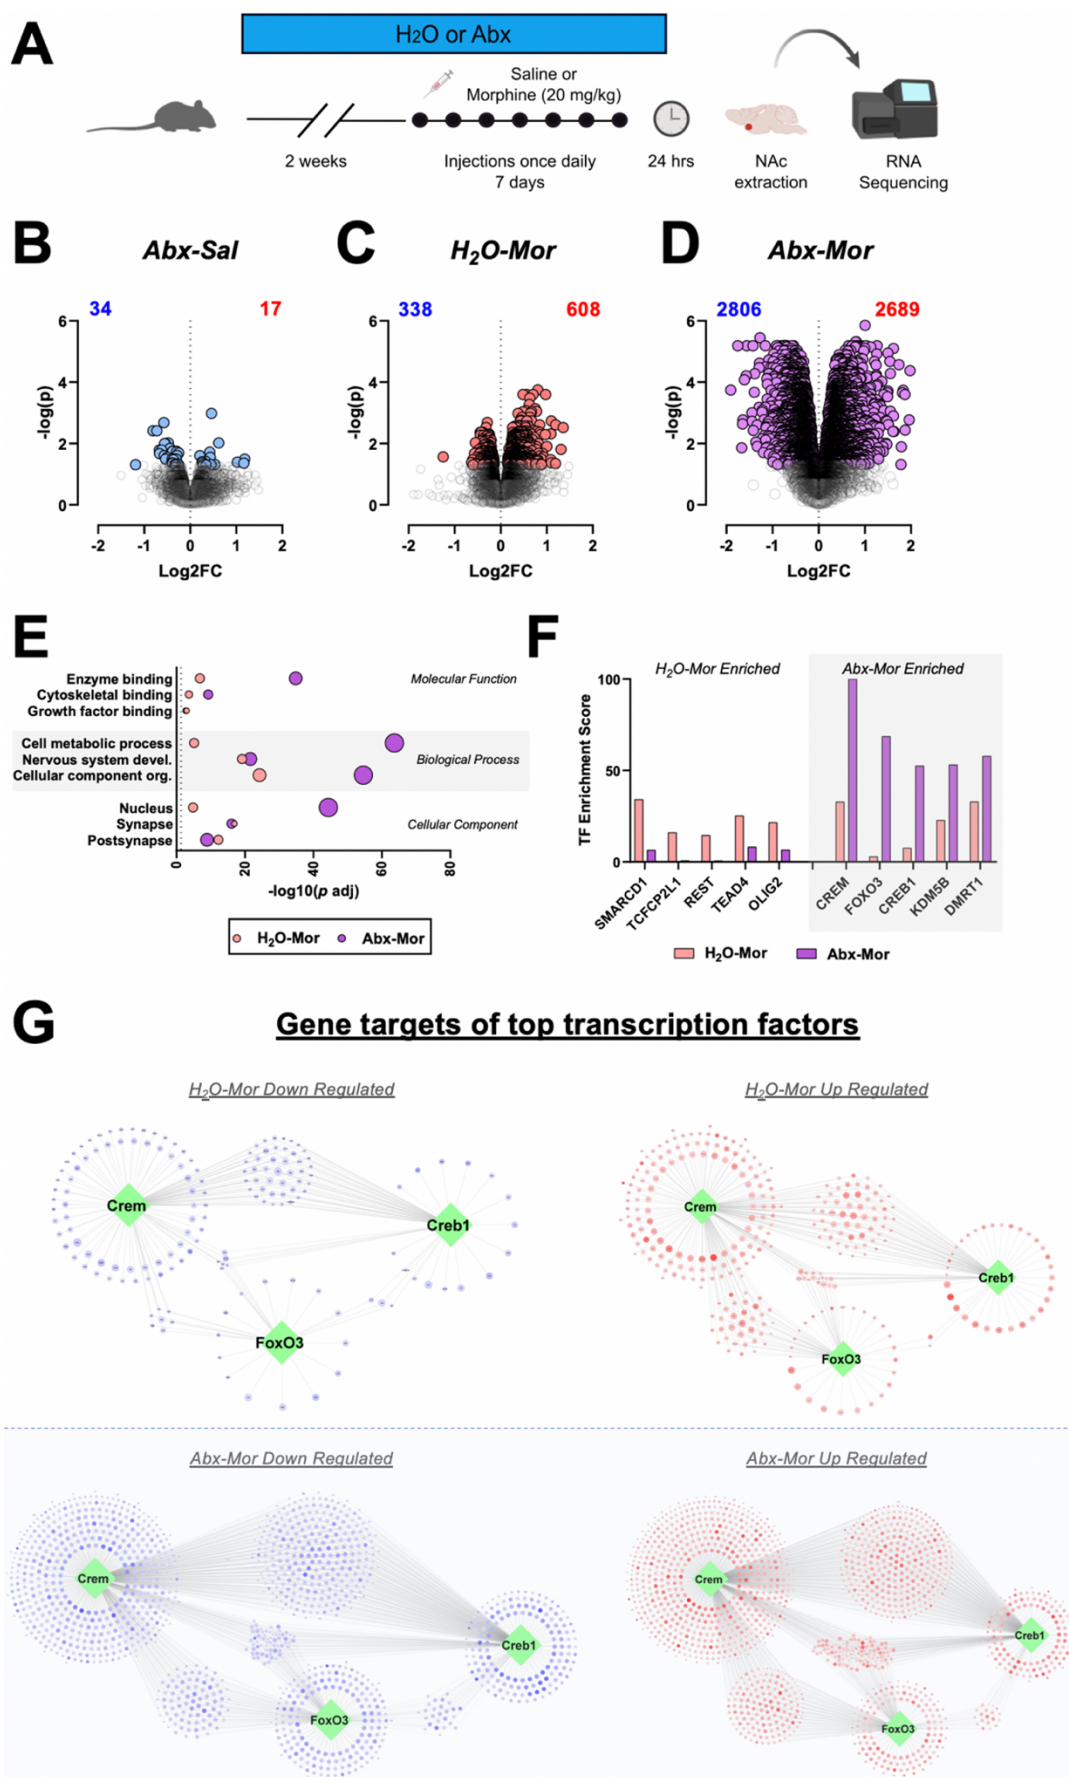 A
H2O or Abx
Saline or
Morphine (20 mg/kg)
2 weeks
Injections once daily
7 days
24 hrs
NAc
extraction
RNA
Sequencing
B
Abx-Sal
34
17
6
4
2
0
-log(p)
-2 -1 0 1 2
Log2FC
C
H2O-Mor
338
608
6
4
2
0
-log(p)
-2 -1 0 1 2
Log2FC
D
Abx-Mor
2806
2689
6
4
2
0
-log(p)
-2 -1 0 1 2
Log2FC
E
Enzyme binding
Cytoskeletal binding
Growth factor binding
Molecular Function
Cell metabolic process
Nervous system devel.
Cellular component org.
Biological Process
Nucleus
Synapse
Postsynapse
Cellular Component
0 20 40 60 80
-log10(p adj)
H2O-Mor Abx-Mor
F
H2O-Mor Enriched
Abx-Mor Enriched
TF Enrichment Score
100
50
0
SMARCD1
TCFCP2L1
REST
TEAD4
OLIG2
CREM
FOXO3
CREB1
KDM5B
DMRT1
H2O-Mor Abx-Mor
G
Gene targets of top transcription factors
H2O-Mor Down Regulated
Crem
Creb1
FoxO3
H2O-Mor Up Regulated
Crem
Creb1
FoxO3
Abx-Mor Down Regulated
Crem
Creb1
FoxO3
Abx-Mor Up Regulated
Crem
Creb1
FoxO3